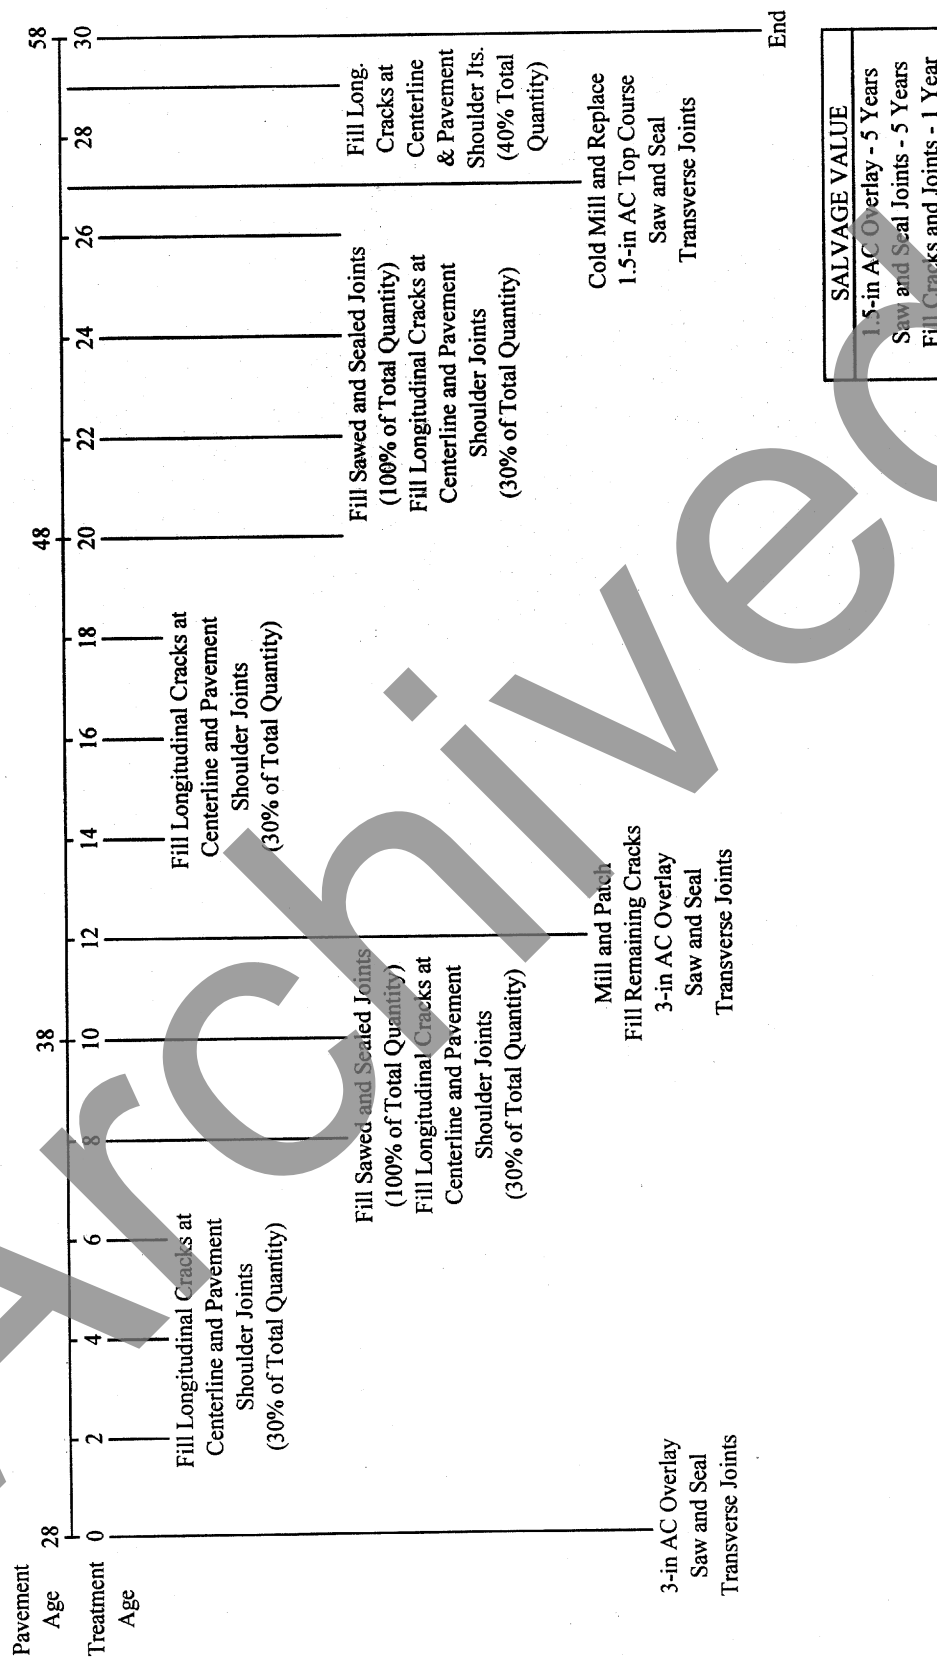 Pavement
Age
28
38
48
58
Treatment
Age
0
2
4
6
8
10
12
14
16
18
20
22
24
26
28
30
Fill Longitudinal Cracks at
Centerline and Pavement
Shoulder Joints
(30% of Total Quantity)
Fill Longitudinal Cracks at
Centerline and Pavement
Shoulder Joints
(30% of Total Quantity)
Fill Sawed and Sealed Joints
(100% of Total Quantity)
Fill Longitudinal Cracks at
Centerline and Pavement
Shoulder Joints
(30% of Total Quantity)
Fill Sawed and Sealed Joints
(100% of Total Quantity)
Fill Longitudinal Cracks at
Centerline and Pavement
Shoulder Joints
(30% of Total Quantity)
Fill Long.
Cracks at
Centerline
& Pavement
Shoulder Jts.
(40% Total
Quantity)
3-in AC Overlay
Saw and Seal
Transverse Joints
Mill and Patch
Fill Remaining Cracks
3-in AC Overlay
Saw and Seal
Transverse Joints
Cold Mill and Replace
1.5-in AC Top Course
Saw and Seal
Transverse Joints
End
SALVAGE VALUE
1.5-in AC Overlay - 5 Years
Saw and Seal Joints - 5 Years
Fill Cracks and Joints - 1 Year
Archived